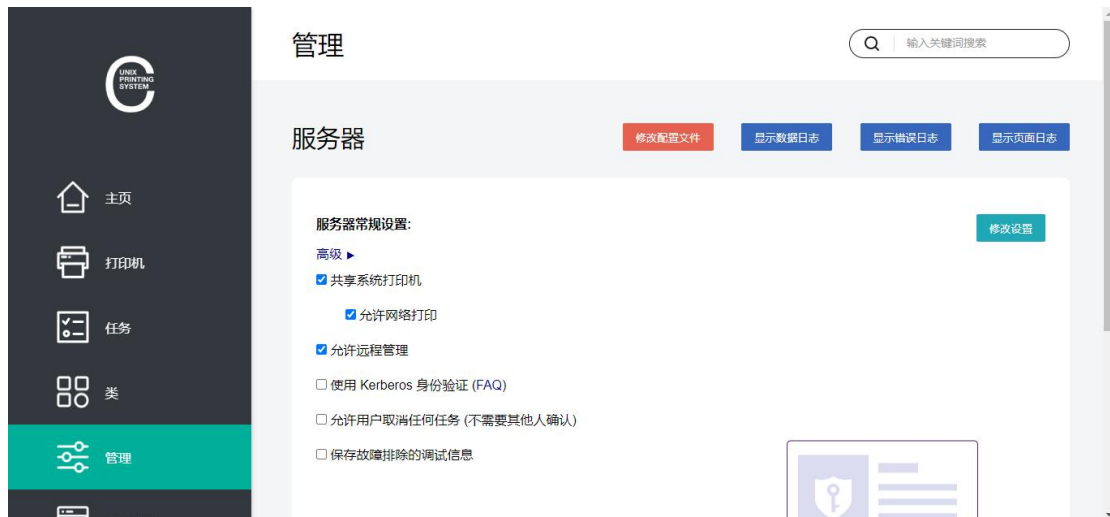 UNIX
PRINTING
SYSTEM
主页
打印机
任务
类
管理
管理
输入关键词搜索
服务器
修改配置文件
显示数据日志
显示错误日志
显示页面日志
服务器常规设置:
修改设置
高级 ▶
共享系统打印机
允许网络打印
允许远程管理
使用 Kerberos 身份验证 (FAQ)
允许用户取消任何任务 (不需要其他人确认)
保存故障排除的调试信息